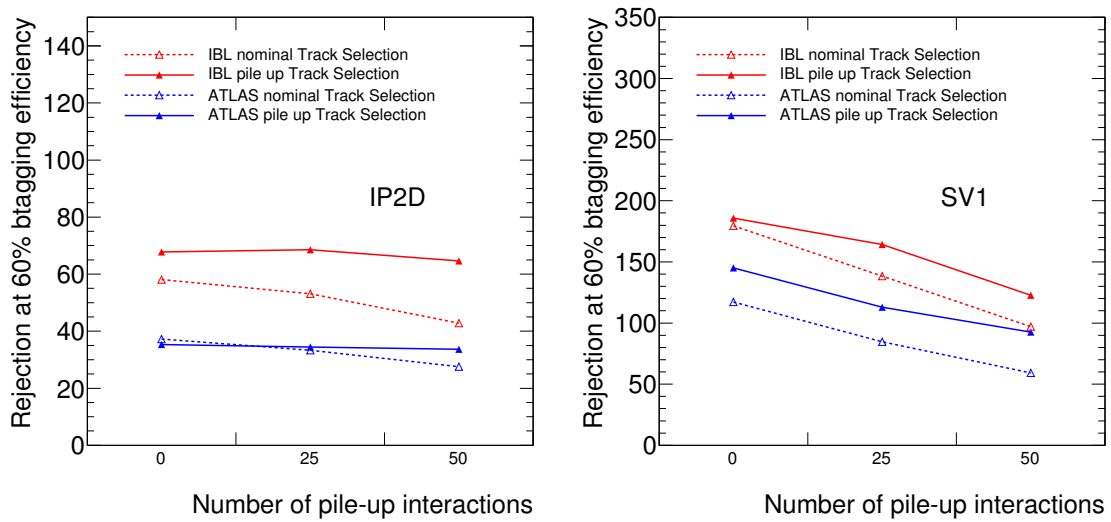 Rejection at 60% btagging efficiency
140
120
100
80
60
40
20
0
IBL nominal Track Selection
IBL pile up Track Selection
ATLAS nominal Track Selection
ATLAS pile up Track Selection
IP2D
0 25 50
Number of pile-up interactions
Rejection at 60% btagging efficiency
350
300
250
200
150
100
50
0
IBL nominal Track Selection
IBL pile up Track Selection
ATLAS nominal Track Selection
ATLAS pile up Track Selection
SV1
0 25 50
Number of pile-up interactions